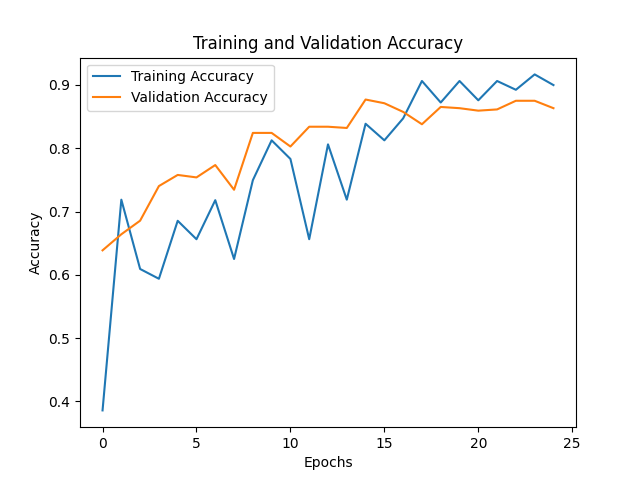 Training and Validation Accuracy
Training Accuracy
Validation Accuracy
0.9
0.8
0.7
0.6
0.5
0.4
Accuracy
0 5 10 15 20 25
Epochs